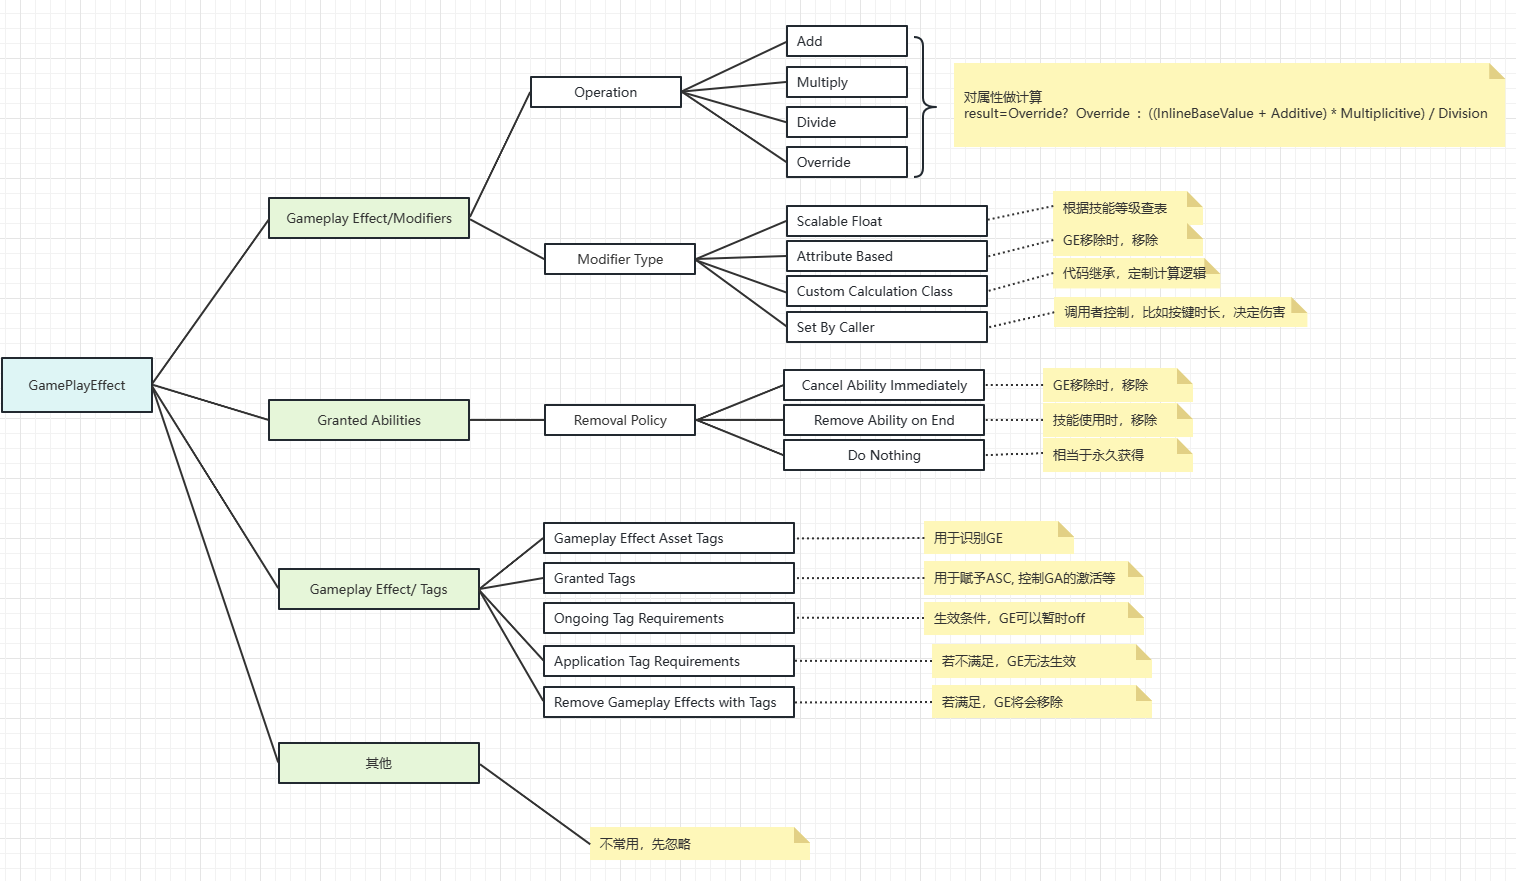 GamePlayEffect
Gameplay Effect/Modifiers
Operation
Add
Multiply
Divide
Override
对属性做计算
result=Override? Override : ((InlineBaseValue + Additive) * Multiplicitive) / Division
Modifier Type
Scalable Float
根据技能等级查表
Attribute Based
GE移除时，移除
Custom Calculation Class
代码继承，定制计算逻辑
Set By Caller
调用者控制，比如按键时长，决定伤害
Granted Abilities
Removal Policy
Cancel Ability Immediately
GE移除时，移除
Remove Ability on End
技能使用时，移除
Do Nothing
相当于永久获得
Gameplay Effect/ Tags
Gameplay Effect Asset Tags
用于识别GE
Granted Tags
用于赋予ASC, 控制GA的激活等
Ongoing Tag Requirements
生效条件，GE可以暂时off
Application Tag Requirements
若不满足，GE无法生效
Remove Gameplay Effects with Tags
若满足，GE将会移除
其他
不常用，先忽略